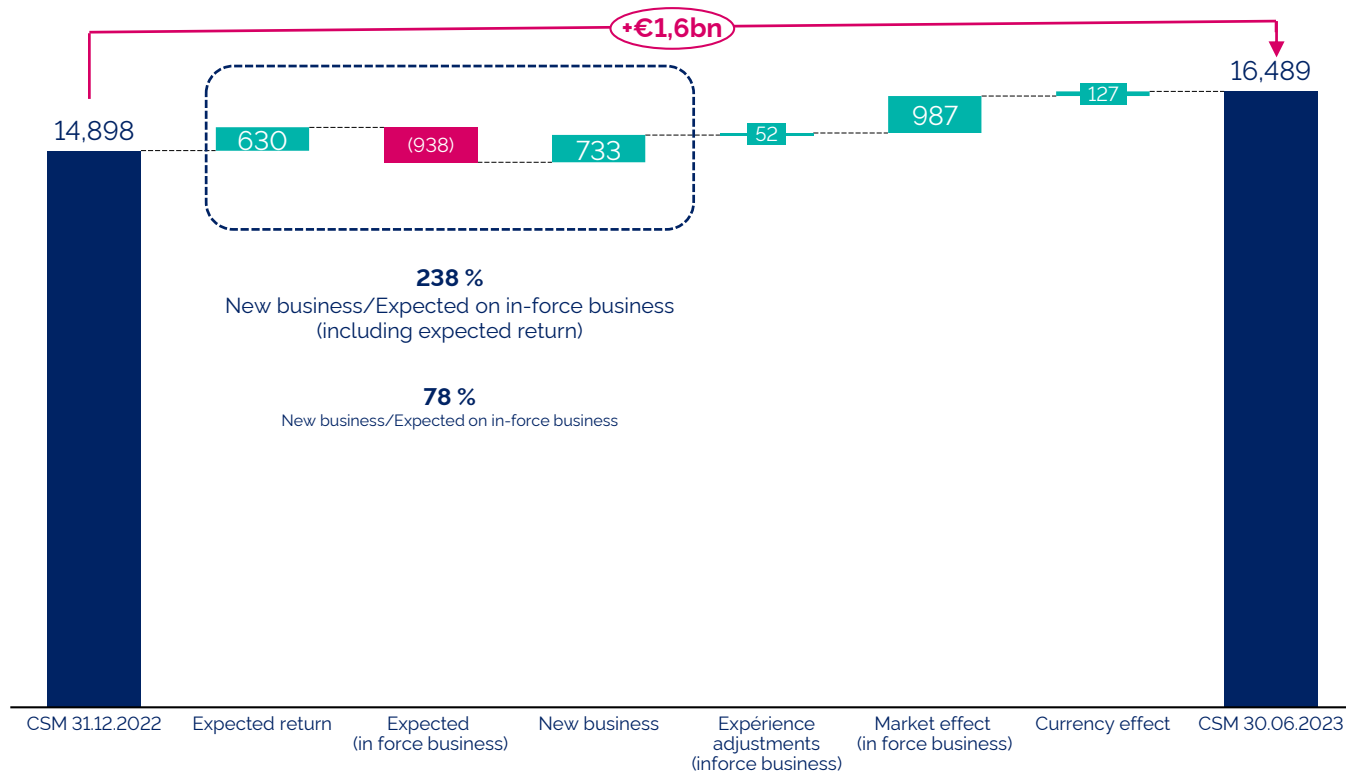 +€1,6bn
14,898
630
(938)
733
52
987
127
16,489
238 %
New business/Expected on in-force business
(including expected return)
78 %
New business/Expected on in-force business
CSM 31.12.2022
Expected return
Expected
(in force business)
New business
Expérience
adjustments
(inforce business)
Market effect
(in force business)
Currency effect
CSM 30.06.2023